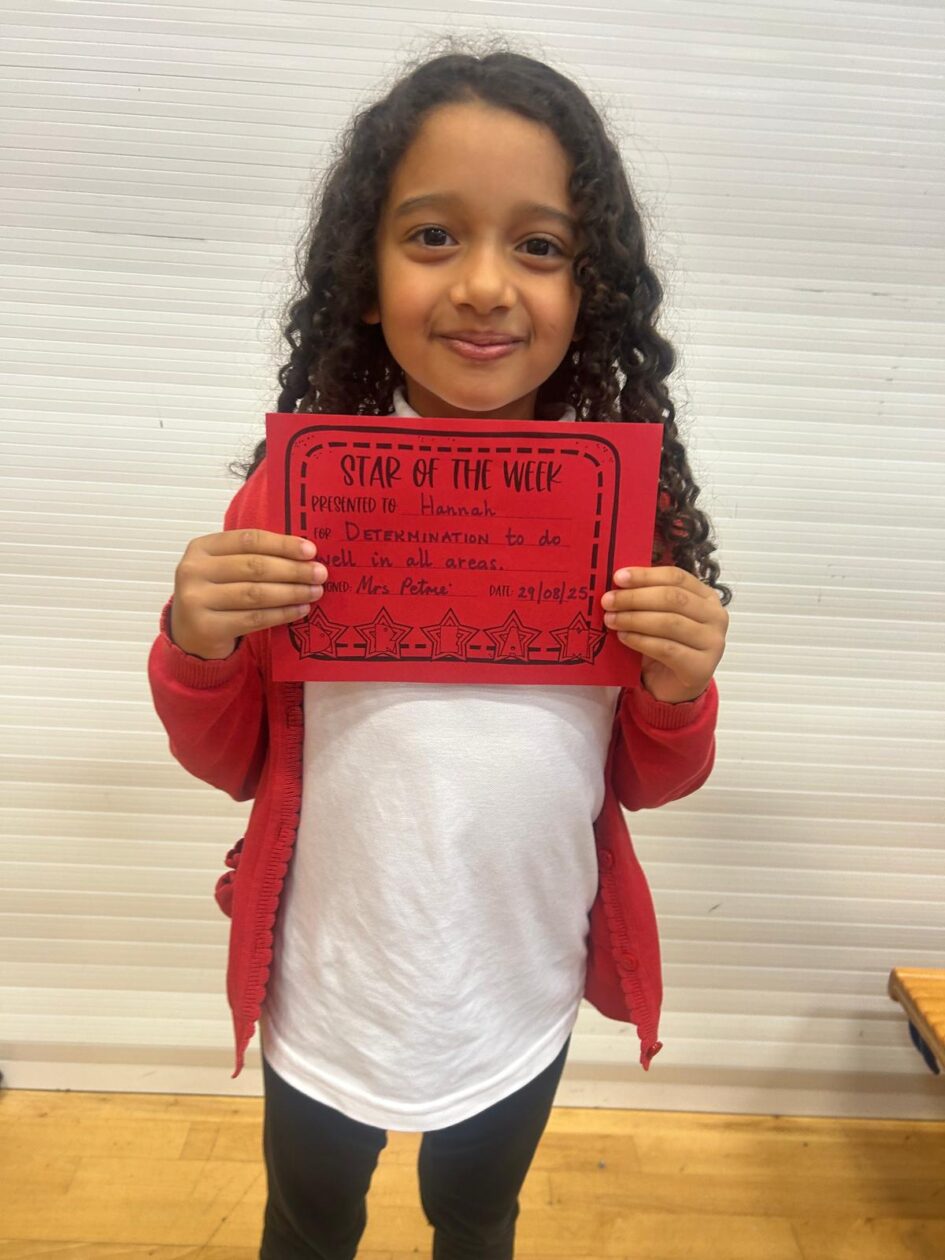 STAR OF THE WEEK
PRESENTED TO Hannah
FOR DETERMINATION to do
well in all areas.
Mrs Petrie DATE: 29/08/25